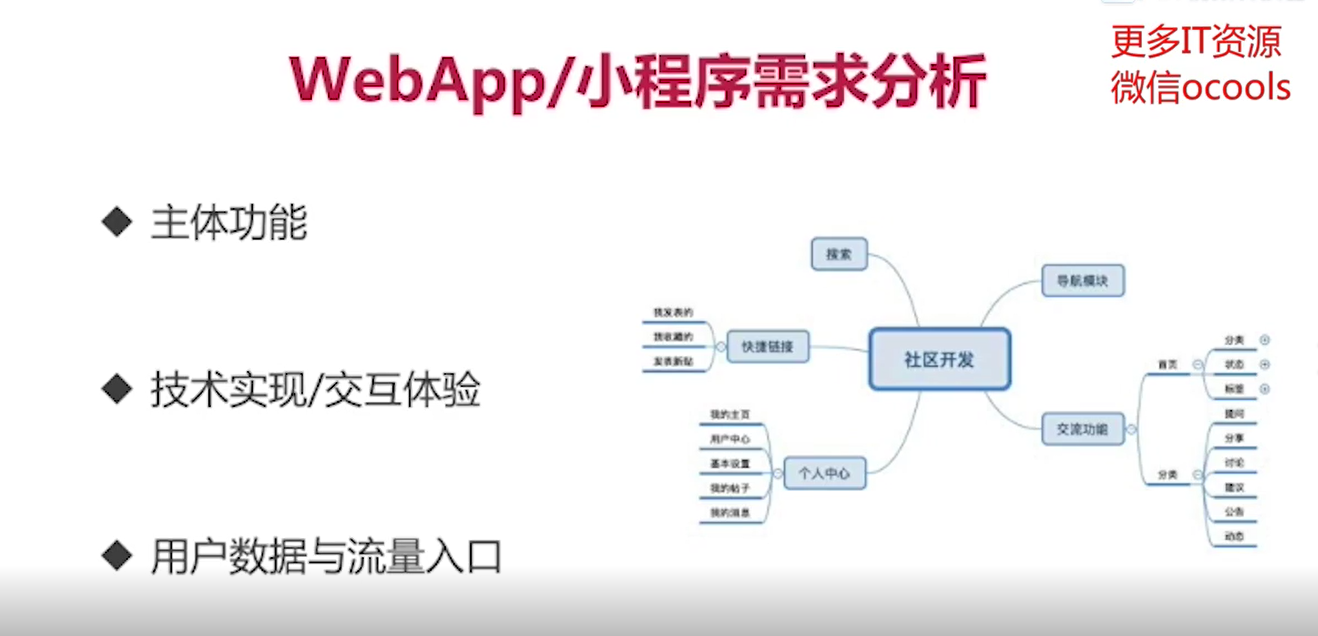 更多IT资源
微信ocools
WebApp/小程序需求分析
◆ 主体功能
◆ 技术实现/交互体验
◆ 用户数据与流量入口
搜索
导航模块
我发表的
我收藏的
发表新贴
快捷链接
社区开发
分类
首页
状态
标签
交流功能
提问
分享
分类
讨论
建议
公告
动态
我的主页
用户中心
基本设置
个人中心
我的帖子
我的消息